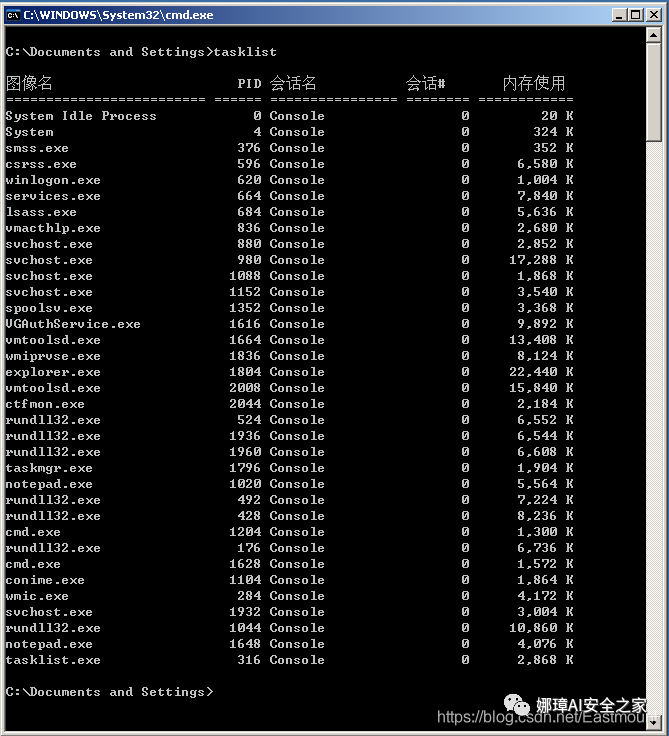 C:\WINDOWS\System32\cmd.exe
C:\Documents and Settings>tasklist
图像名 PID 会话名 会话# 内存使用
========================= ====== ================ ======== ============
System Idle Process 0 Console 0 20 K
System 4 Console 0 324 K
smss.exe 376 Console 0 352 K
csrss.exe 596 Console 0 6,580 K
winlogon.exe 620 Console 0 1,004 K
services.exe 664 Console 0 7,840 K
lsass.exe 684 Console 0 5,636 K
vmacthlp.exe 836 Console 0 2,680 K
svchost.exe 880 Console 0 2,852 K
svchost.exe 980 Console 0 17,288 K
svchost.exe 1088 Console 0 1,868 K
svchost.exe 1152 Console 0 3,540 K
spoolsv.exe 1352 Console 0 3,368 K
VGAuthService.exe 1616 Console 0 9,892 K
vmtoolsd.exe 1664 Console 0 13,408 K
wmiprvse.exe 1836 Console 0 8,124 K
explorer.exe 1804 Console 0 22,440 K
vmtoolsd.exe 2008 Console 0 15,840 K
ctfmon.exe 2044 Console 0 2,184 K
rundll32.exe 524 Console 0 6,552 K
rundll32.exe 1936 Console 0 6,544 K
rundll32.exe 1960 Console 0 6,608 K
taskmgr.exe 1796 Console 0 1,904 K
notepad.exe 1020 Console 0 5,564 K
rundll32.exe 492 Console 0 7,224 K
rundll32.exe 428 Console 0 8,236 K
cmd.exe 1204 Console 0 1,300 K
rundll32.exe 176 Console 0 6,736 K
cmd.exe 1628 Console 0 1,572 K
conime.exe 1104 Console 0 1,864 K
wmic.exe 284 Console 0 4,172 K
svchost.exe 1932 Console 0 3,004 K
rundll32.exe 1044 Console 0 10,860 K
notepad.exe 1648 Console 0 4,076 K
tasklist.exe 316 Console 0 2,868 K
C:\Documents and Settings>
娜璋AI安全之家
https://blog.csdn.net/Eastmount